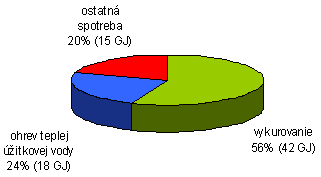 ostatná
spotreba
20% (15 GJ)
vykurovanie
56% (42 GJ)
ohrev teplej
úžitkovej vody
24% (18 GJ)